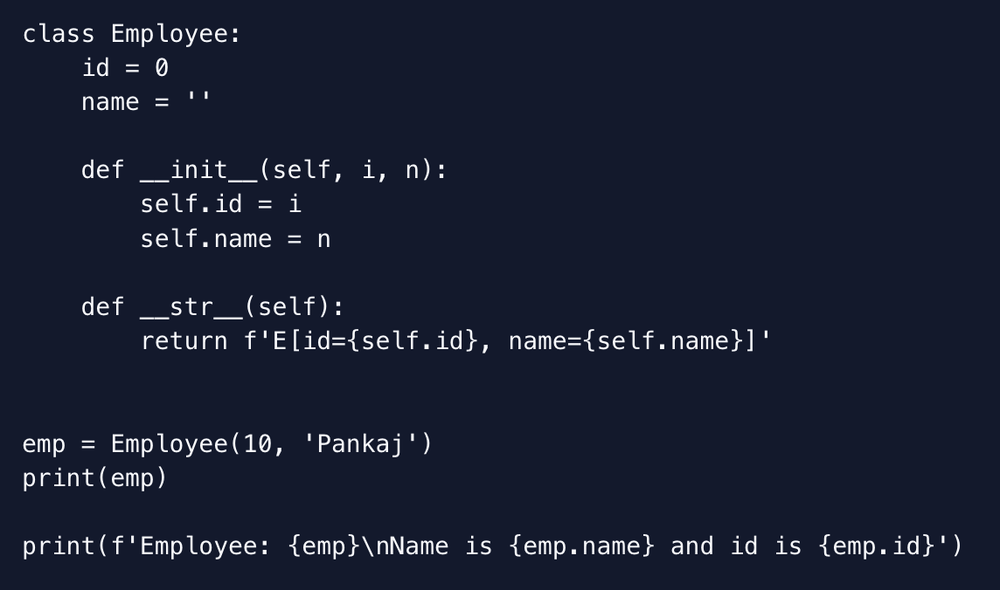 class Employee:
    id = 0
    name = ''

    def __init__(self, i, n):
        self.id = i
        self.name = n

    def __str__(self):
        return f'E[id={self.id}, name={self.name}]'


emp = Employee(10, 'Pankaj')
print(emp)

print(f'Employee: {emp}\nName is {emp.name} and id is {emp.id}')